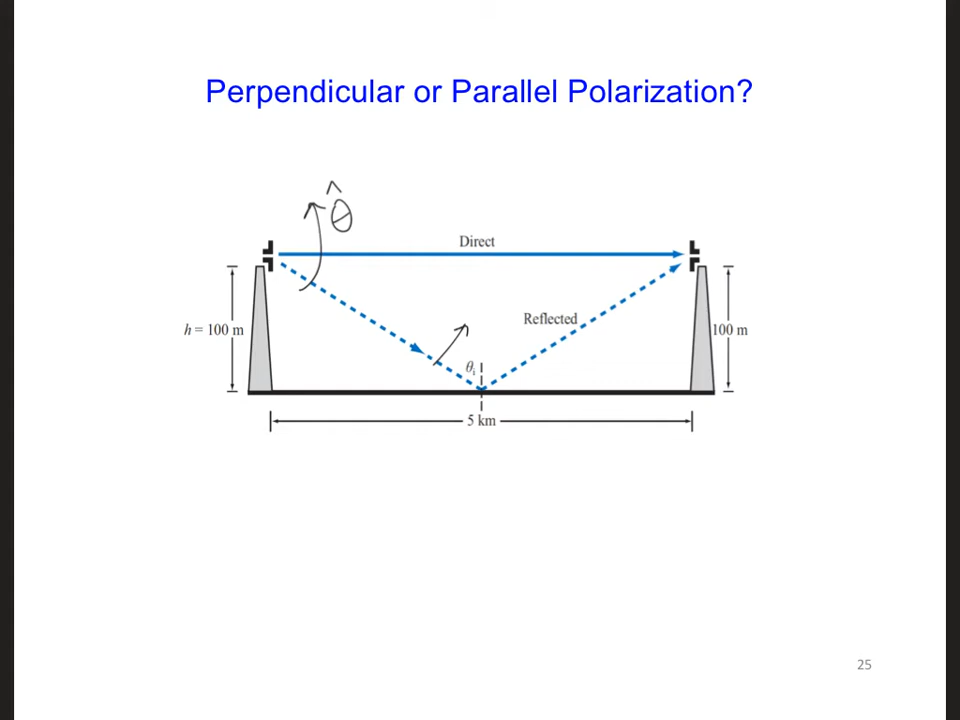 Perpendicular or Parallel Polarization?
θ̂
Direct
h = 100 m
Reflected
100 m
θi
5 km
25